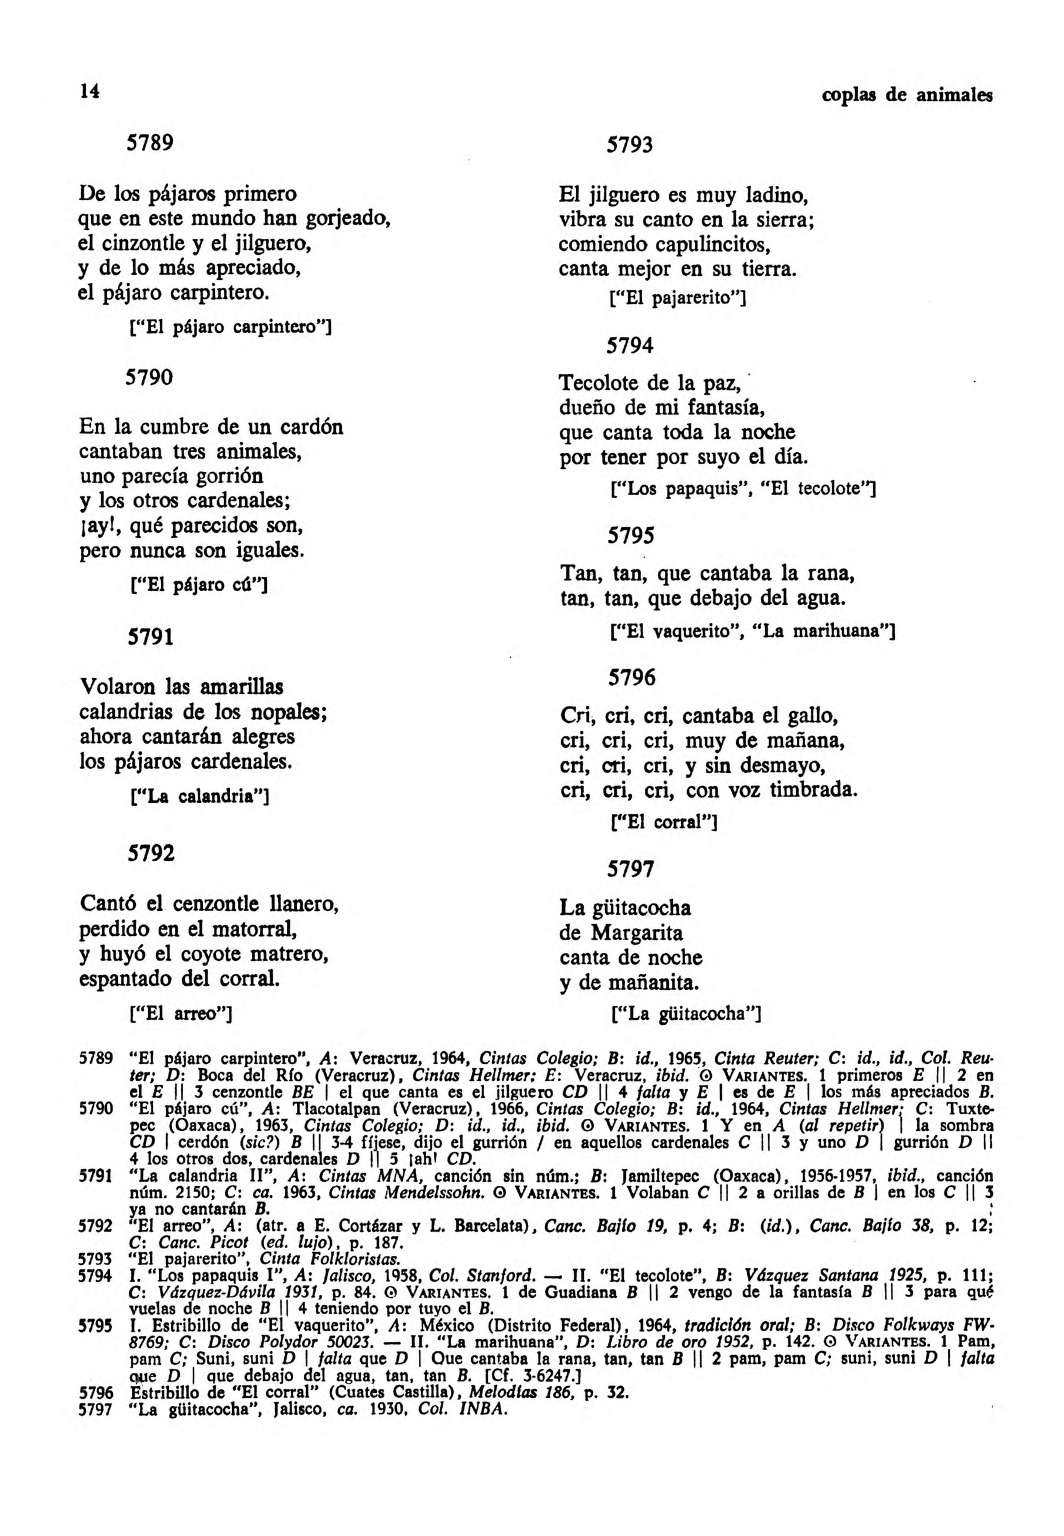 14
coplas de animales
5789
De los pájaros primero
que en este mundo han gorjeado,
el cinzontle y el jilguero,
y de lo más apreciado,
el pájaro carpintero.
["El pájaro carpintero"]
5790
En la cumbre de un cardón
cantaban tres animales,
uno parecía gorrión
y los otros cardenales;
¡ay!, qué parecidos son,
pero nunca son iguales.
["El pájaro cú"]
5791
Volaron las amarillas
calandrias de los nopales;
ahora cantarán alegres
los pájaros cardenales.
["La calandria"]
5792
Cantó el cenzontle llanero,
perdido en el matorral,
y huyó el coyote matrero,
espantado del corral.
["El arreo"]
5793
El jilguero es muy ladino,
vibra su canto en la sierra;
comiendo capulincitos,
canta mejor en su tierra.
["El pajarerito"]
5794
Tecolote de la paz,
dueño de mi fantasía,
que canta toda la noche
por tener por suyo el día.
["Los papaquis", "El tecolote"]
5795
Tan, tan, que cantaba la rana,
tan, tan, que debajo del agua.
["El vaquerito", "La marihuana"]
5796
Cri, cri, cri, cantaba el gallo,
cri, cri, cri, muy de mañana,
cri, cri, cri, y sin desmayo,
cri, cri, cri, con voz timbrada.
["El corral"]
5797
La güitacocha
de Margarita
canta de noche
y de mañanita.
["La güitacocha"]
5789 "El pájaro carpintero", A: Veracruz, 1964, Cintas Colegio; B: id., 1965, Cinta Reuter; C: id., id., Col. Reu-
ter; D: Boca del Río (Veracruz), Cintas Hellmer; E: Veracruz, ibid. ⊙ VARIANTES. 1 primeros E || 2 en
el E || 3 cenzontle BE | el que canta es el jilguero CD || 4 falta y E | es de E | los más apreciados B.
5790 "El pájaro cú", A: Tlacotalpan (Veracruz), 1966, Cintas Colegio; B: id., 1964, Cintas Hellmer; C: Tuxte-
pec (Oaxaca), 1963, Cintas Colegio; D: id., id., ibid. ⊙ VARIANTES. 1 Y en A (al repetir) | la sombra
CD | cerdón (sic?) B || 3-4 fíjese, dijo el gurrión / en aquellos cardenales C || 3 y uno D | gurrión D ||
4 los otros dos, cardenales D || 5 ¡ah! CD.
5791 "La calandria II", A: Cintas MNA, canción sin núm.; B: Jamiltepec (Oaxaca), 1956-1957, ibid., canción
núm. 2150; C: ca. 1963, Cintas Mendelssohn. ⊙ VARIANTES. 1 Volaban C || 2 a orillas de B | en los C || 3
ya no cantarán B.
5792 "El arreo", A: (atr. a E. Cortázar y L. Barcelata), Canc. Bajío 19, p. 4; B: (id.), Canc. Bajío 38, p. 12;
C: Canc. Picot (ed. lujo), p. 187.
5793 "El pajarerito", Cinta Folkloristas.
5794 I. "Los papaquis I", A: Jalisco, 1958, Col. Stanford. — II. "El tecolote", B: Vázquez Santana 1925, p. 111;
C: Vázquez-Dávila 1931, p. 84. ⊙ VARIANTES. 1 de Guadiana B || 2 vengo de la fantasía B || 3 para qué
vuelas de noche B || 4 teniendo por tuyo el B.
5795 I. Estribillo de "El vaquerito", A: México (Distrito Federal), 1964, tradición oral; B: Disco Folkways FW-
8769; C: Disco Polydor 50023. — II. "La marihuana", D: Libro de oro 1952, p. 142. ⊙ VARIANTES. 1 Pam,
pam C; Suni, suni D | falta que D | Que cantaba la rana, tan, tan B || 2 pam, pam C; suni, suni D | falta
que D | que debajo del agua, tan, tan B. [Cf. 3-6247.]
5796 Estribillo de "El corral" (Cuates Castilla), Melodías 186, p. 32.
5797 "La güitacocha", Jalisco, ca. 1930, Col. INBA.